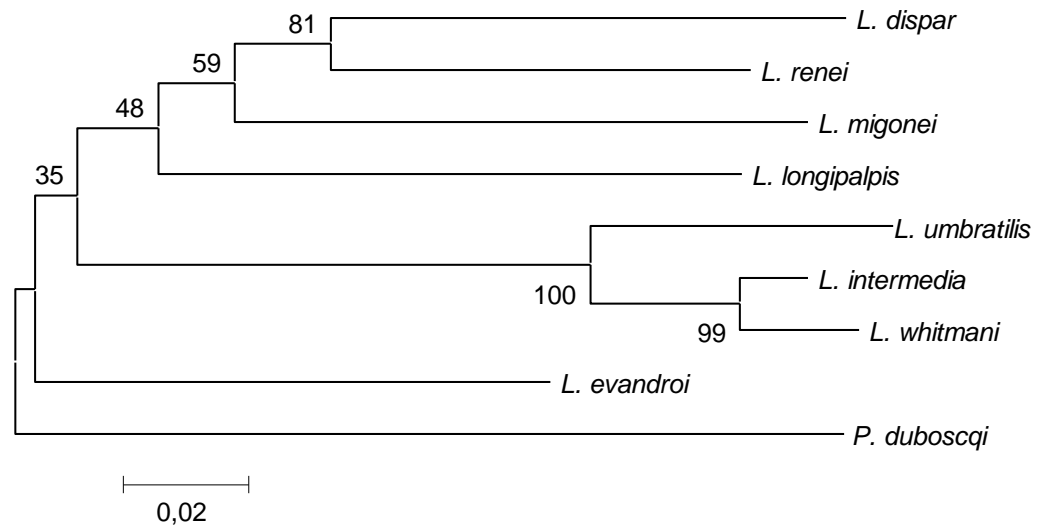 81
L. dispar
59
L. renei
48
L. migonei
35
L. longipalpis
L. umbratilis
100
L. intermedia
99
L. whitmani
L. evandroi
P. duboscqi
0,02